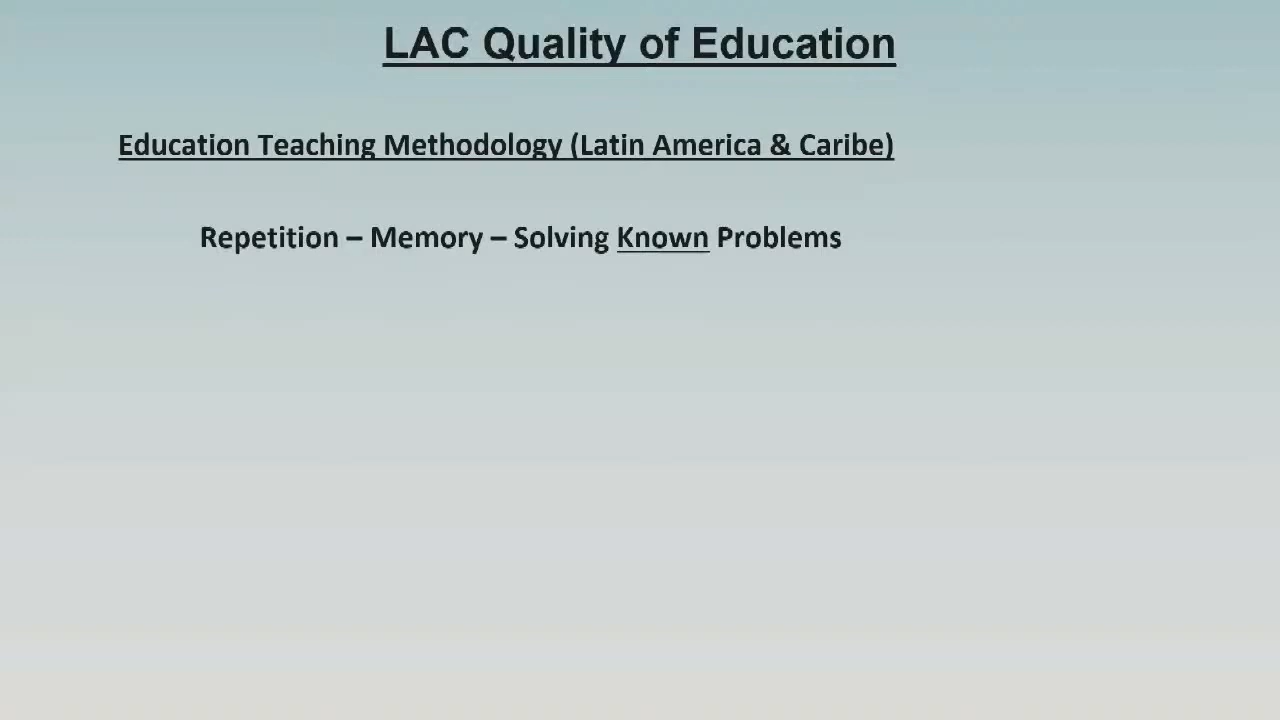 LAC Quality of Education
Education Teaching Methodology (Latin America & Caribe)
Repetition – Memory – Solving Known Problems